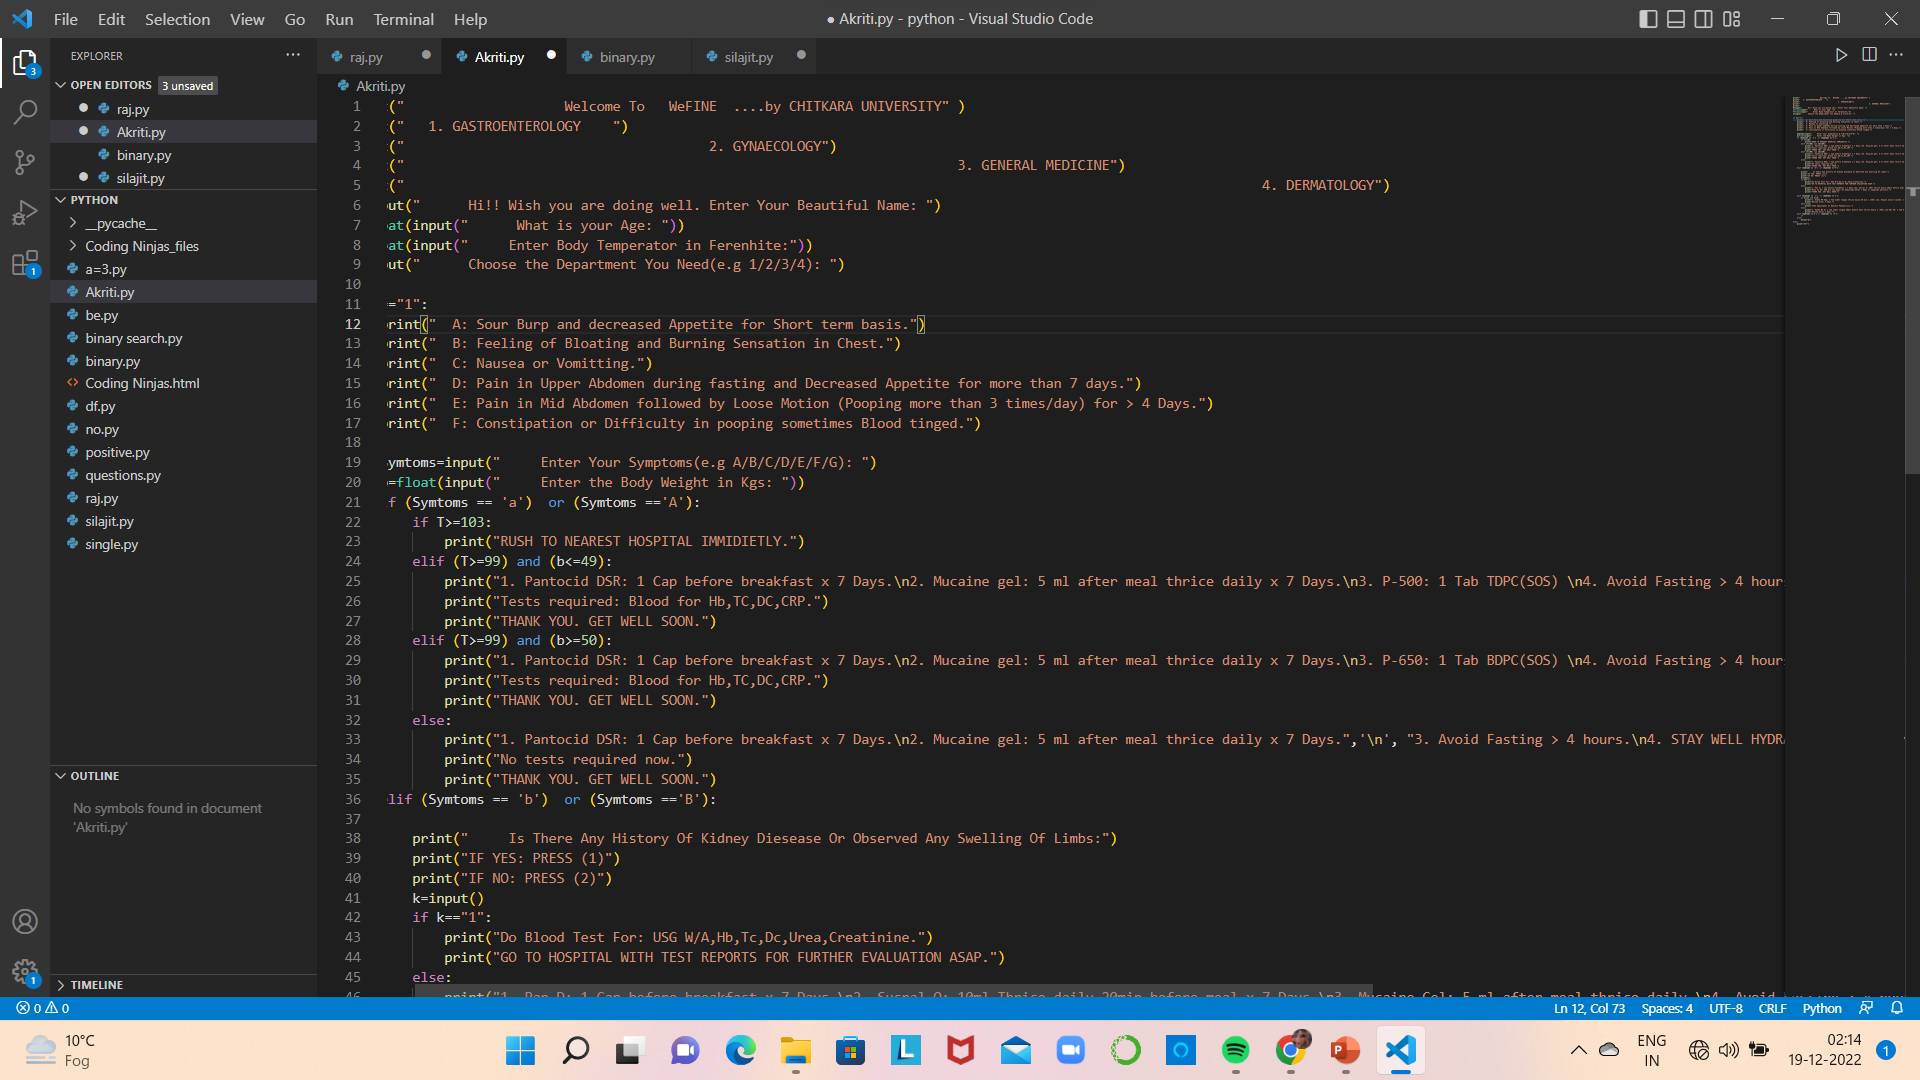 File Edit Selection View Go Run Terminal Help
● Akriti.py - python - Visual Studio Code
EXPLORER
OPEN EDITORS 3 unsaved
raj.py
Akriti.py
binary.py
silajit.py
PYTHON
__pycache__
Coding Ninjas_files
a=3.py
Akriti.py
be.py
binary search.py
binary.py
Coding Ninjas.html
df.py
no.py
positive.py
questions.py
raj.py
silajit.py
single.py
OUTLINE
No symbols found in document
'Akriti.py'
TIMELINE
3
1
1
raj.py Akriti.py binary.py silajit.py
Akriti.py
1 :(" Welcome To WeFINE ....by CHITKARA UNIVERSITY" )
2 :(" 1. GASTROENTEROLOGY ")
3 :(" 2. GYNAECOLOGY")
4 :(" 3. GENERAL MEDICINE")
5 :(" 4. DERMATOLOGY")
6 put(" Hi!! Wish you are doing well. Enter Your Beautiful Name: ")
7 at(input(" What is your Age: "))
8 at(input(" Enter Body Temperator in Ferenhite:"))
9 put(" Choose the Department You Need(e.g 1/2/3/4): ")
10
11 =="1":
12 rint(" A: Sour Burp and decreased Appetite for Short term basis.")
13 rint(" B: Feeling of Bloating and Burning Sensation in Chest.")
14 rint(" C: Nausea or Vomitting.")
15 rint(" D: Pain in Upper Abdomen during fasting and Decreased Appetite for more than 7 days.")
16 rint(" E: Pain in Mid Abdomen followed by Loose Motion (Pooping more than 3 times/day) for > 4 Days.")
17 rint(" F: Constipation or Difficulty in pooping sometimes Blood tinged.")
18
19 ymtoms=input(" Enter Your Symptoms(e.g A/B/C/D/E/F/G): ")
20 =float(input(" Enter the Body Weight in Kgs: "))
21 f (Symtoms == 'a') or (Symtoms =='A'):
22 if T>=103:
23 print("RUSH TO NEAREST HOSPITAL IMMIDIETLY.")
24 elif (T>=99) and (b<=49):
25 print("1. Pantocid DSR: 1 Cap before breakfast x 7 Days.\n2. Mucaine gel: 5 ml after meal thrice daily x 7 Days.\n3. P-500: 1 Tab TDPC(SOS) \n4. Avoid Fasting > 4 hours
26 print("Tests required: Blood for Hb,TC,DC,CRP.")
27 print("THANK YOU. GET WELL SOON.")
28 elif (T>=99) and (b>=50):
29 print("1. Pantocid DSR: 1 Cap before breakfast x 7 Days.\n2. Mucaine gel: 5 ml after meal thrice daily x 7 Days.\n3. P-650: 1 Tab BDPC(SOS) \n4. Avoid Fasting > 4 hour
30 print("Tests required: Blood for Hb,TC,DC,CRP.")
31 print("THANK YOU. GET WELL SOON.")
32 else:
33 print("1. Pantocid DSR: 1 Cap before breakfast x 7 Days.\n2. Mucaine gel: 5 ml after meal thrice daily x 7 Days.",'\n', "3. Avoid Fasting > 4 hours.\n4. STAY WELL HYDRA
34 print("No tests required now.")
35 print("THANK YOU. GET WELL SOON.")
36 lif (Symtoms == 'b') or (Symtoms =='B'):
37
38 print(" Is There Any History Of Kidney Diesease Or Observed Any Swelling Of Limbs:")
39 print("IF YES: PRESS (1)")
40 print("IF NO: PRESS (2)")
41 k=input()
42 if k=="1":
43 print("Do Blood Test For: USG W/A,Hb,Tc,Dc,Urea,Creatinine.")
44 print("GO TO HOSPITAL WITH TEST REPORTS FOR FURTHER EVALUATION ASAP.")
45 else:
0 0 Ln 12, Col 73 Spaces: 4 UTF-8 CRLF Python
10°C
Fog
ENG
IN
02:14
19-12-2022
1